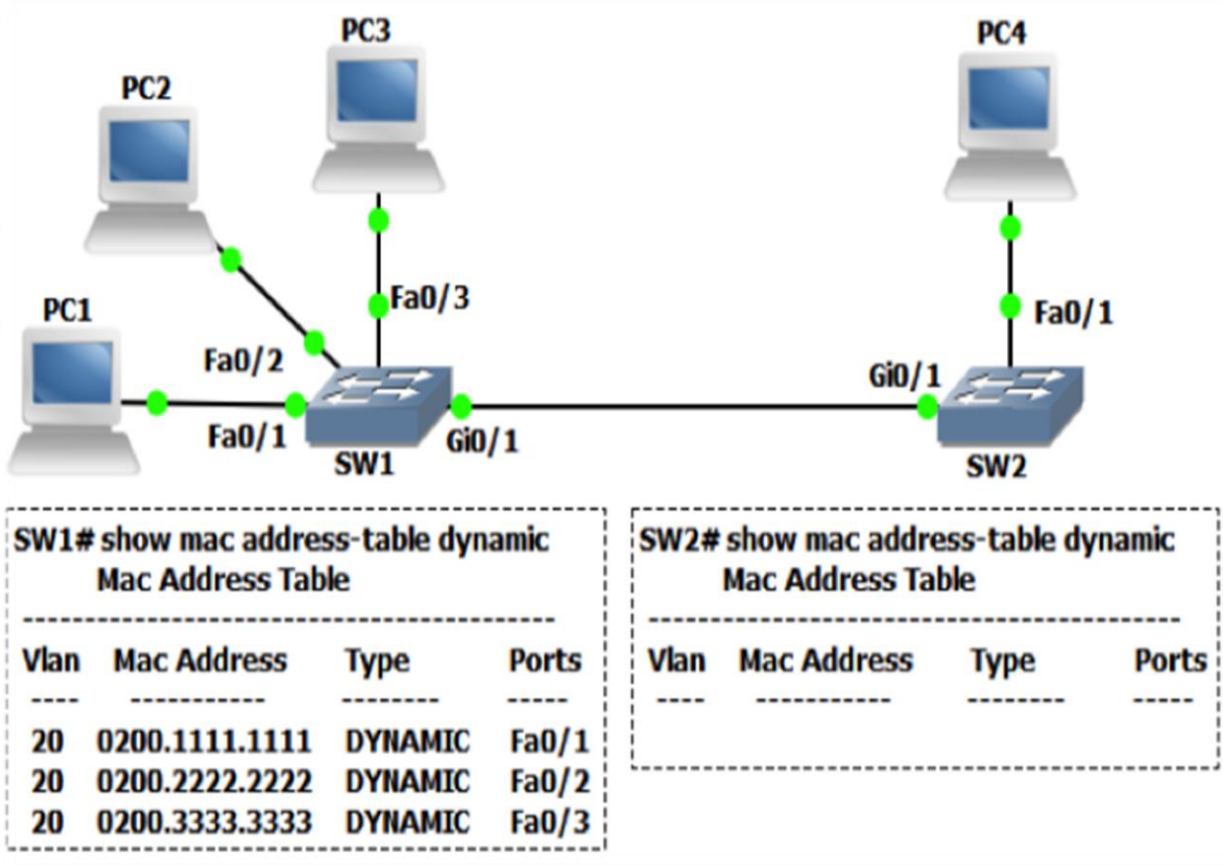 PC3
PC4
PC2
PC1
Fa0/3
Fa0/1
Fa0/2
Gi0/1
Fa0/1
Gi0/1
SW1
SW2
SW1# show mac address-table dynamic
Mac Address Table
-------------------------------------------
Vlan Mac Address Type Ports
---- ----------- -------- -----
20 0200.1111.1111 DYNAMIC Fa0/1
20 0200.2222.2222 DYNAMIC Fa0/2
20 0200.3333.3333 DYNAMIC Fa0/3
SW2# show mac address-table dynamic
Mac Address Table
-------------------------------------------
Vlan Mac Address Type Ports
---- ----------- -------- -----